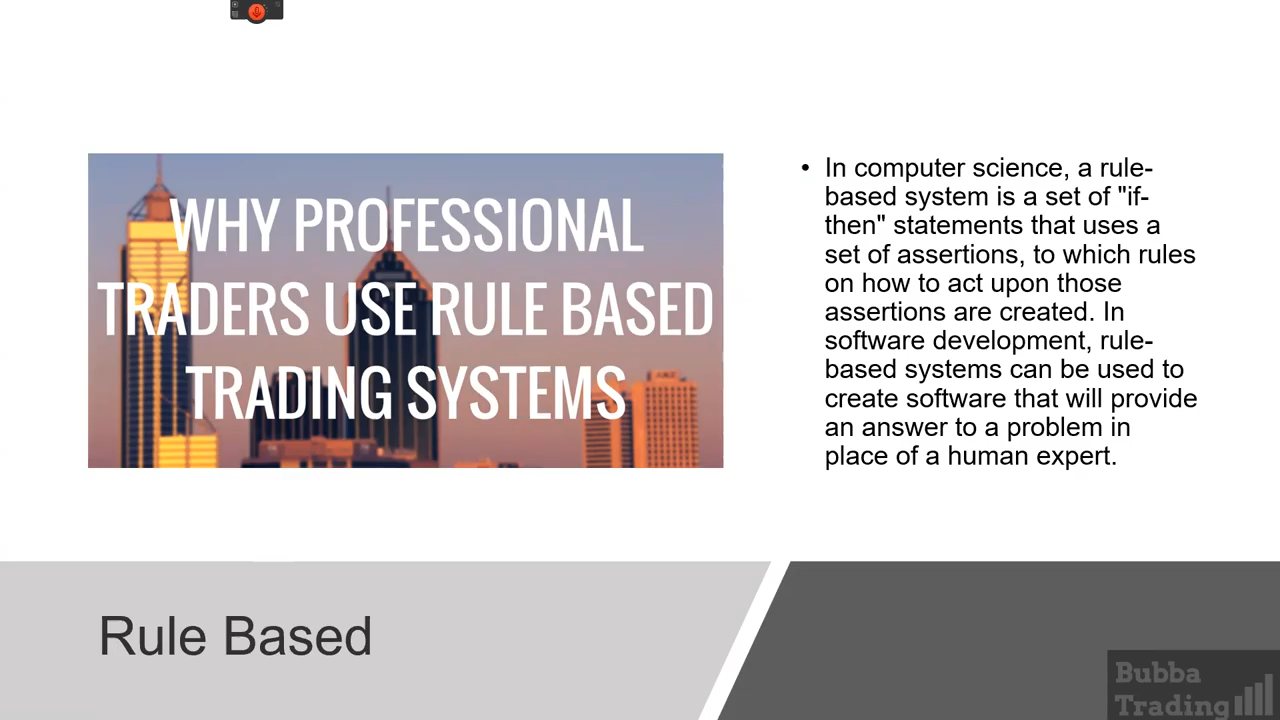 WHY PROFESSIONAL
TRADERS USE RULE BASED
TRADING SYSTEMS
• In computer science, a rule-
based system is a set of "if-
then" statements that uses a
set of assertions, to which rules
on how to act upon those
assertions are created. In
software development, rule-
based systems can be used to
create software that will provide
an answer to a problem in
place of a human expert.
Rule Based
Bubba
Trading